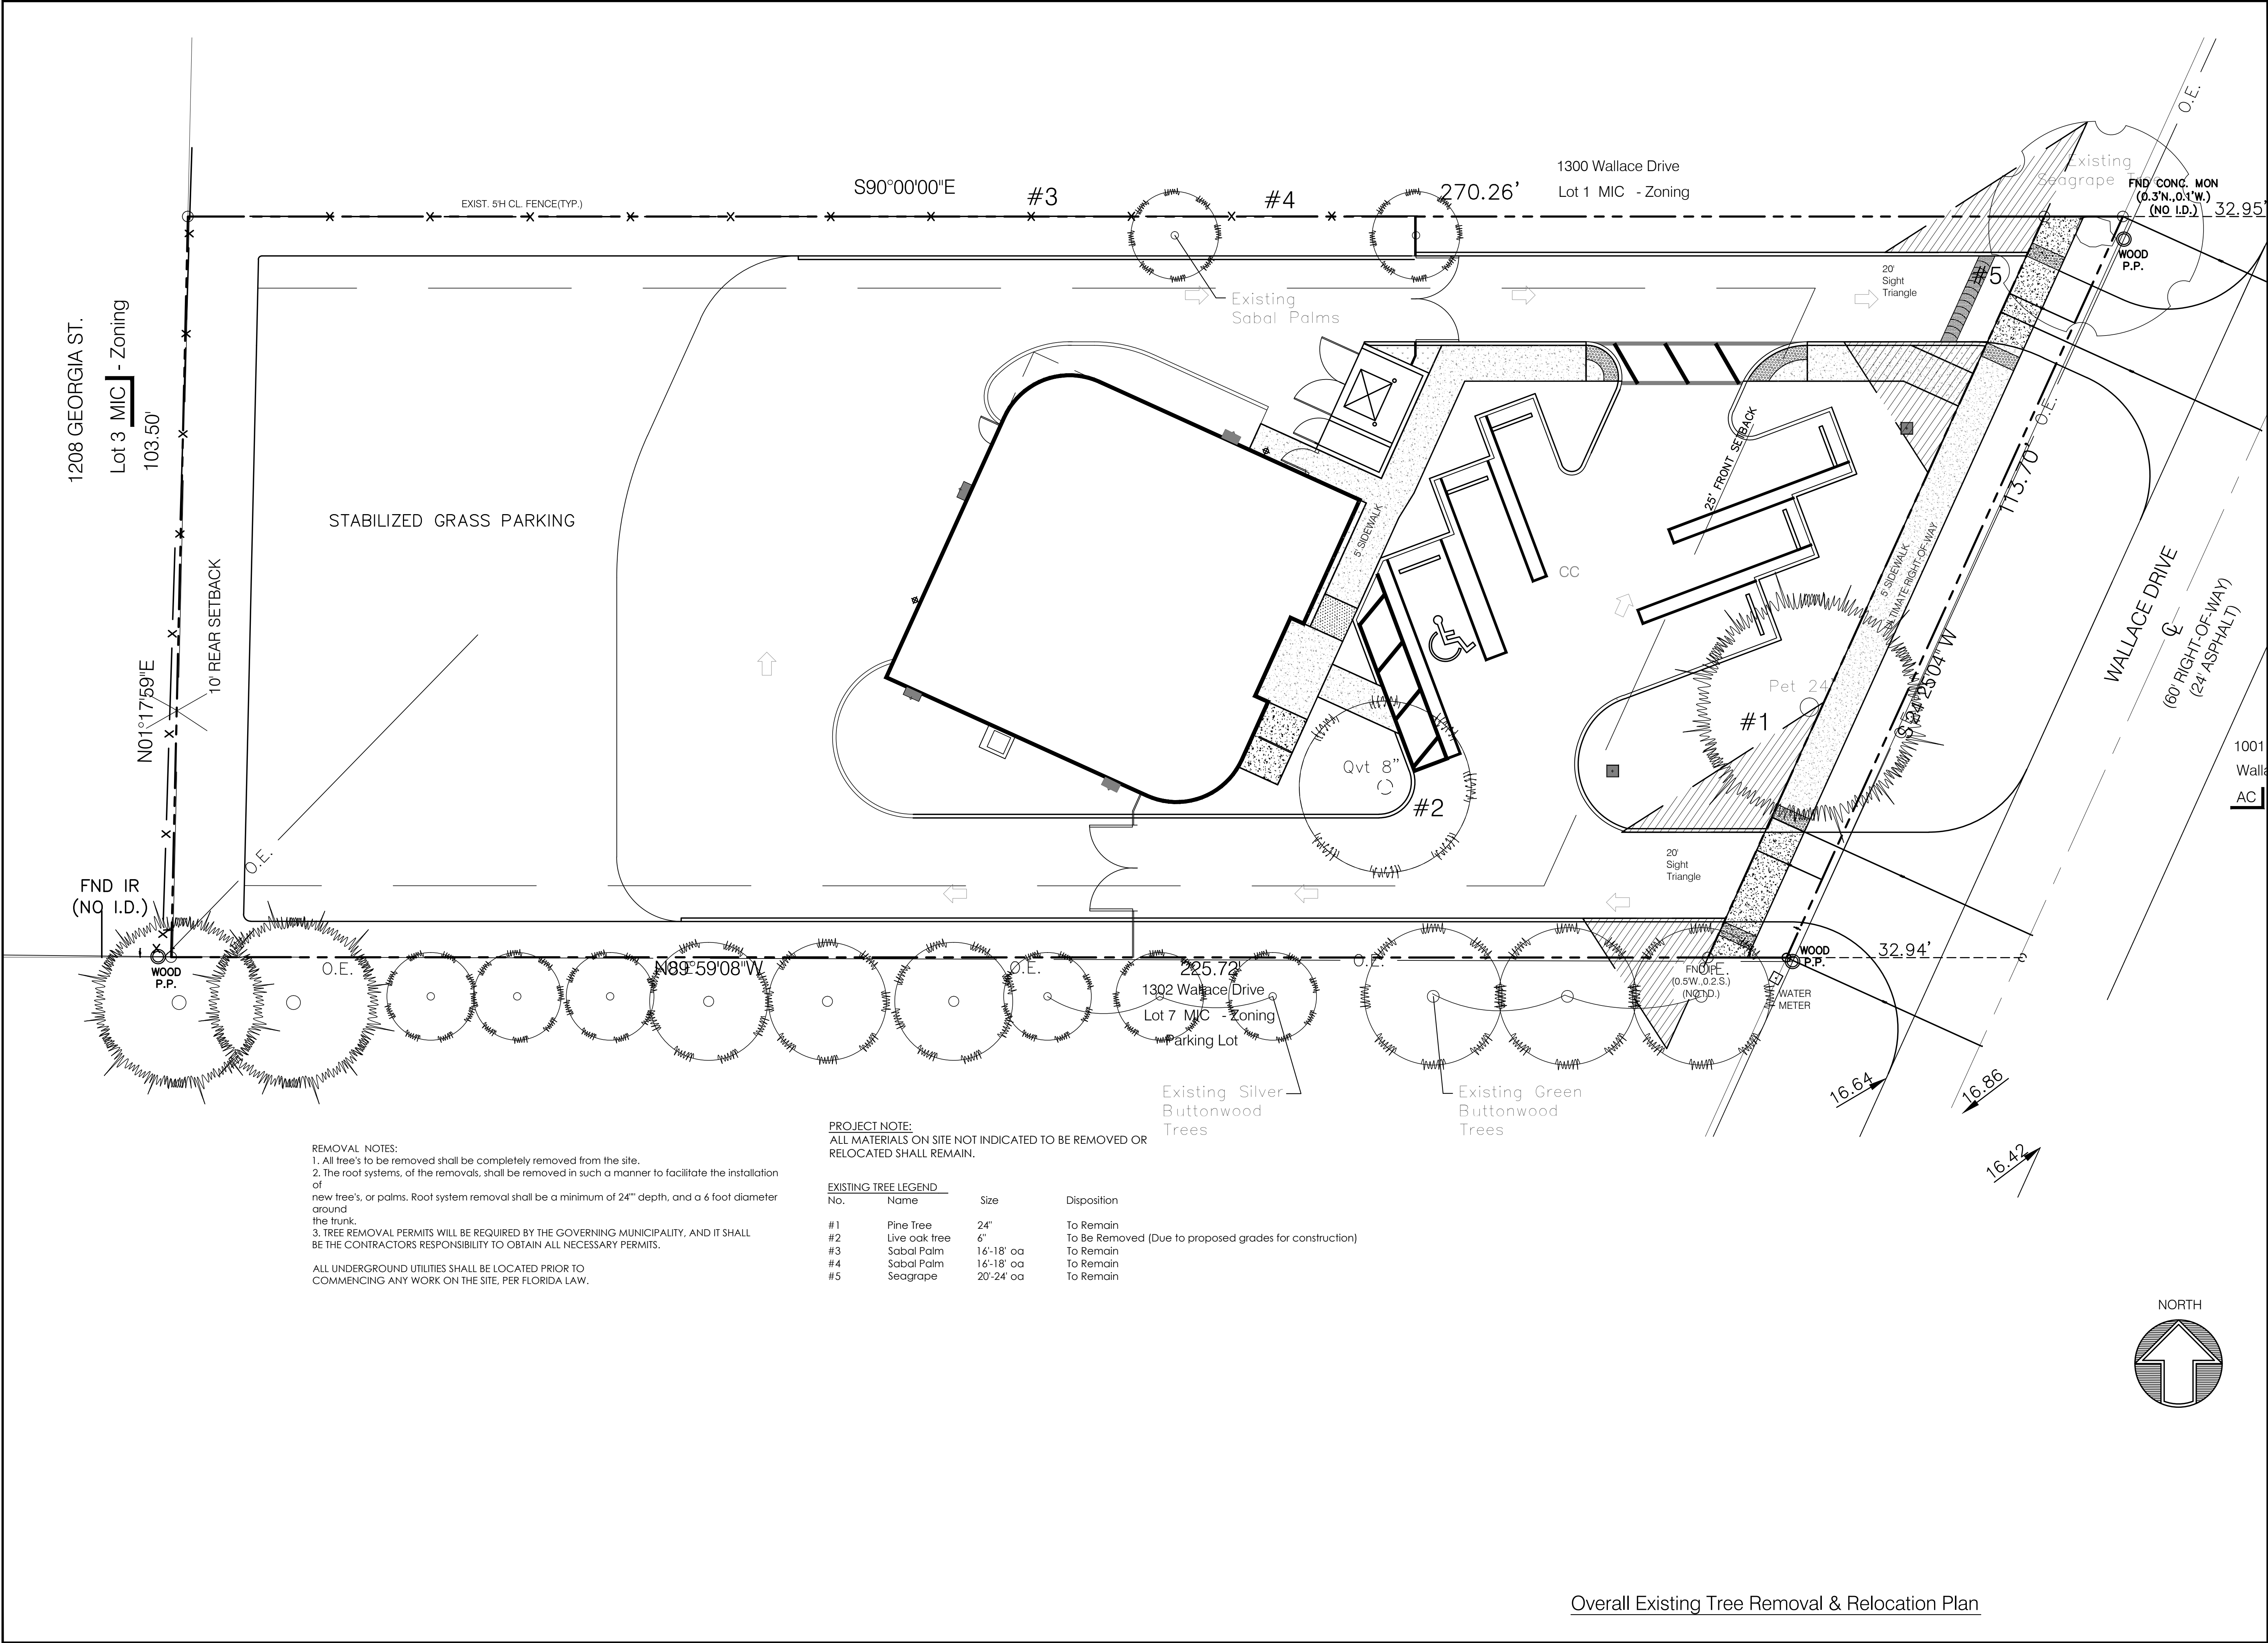 O.E.
1300 Wallace Drive
Lot 1 MIC - Zoning
S90°00'00"E
#3
#4
270.26'
EXIST. 5'H CL. FENCE(TYP.)
Existing
Seagrape
FND CONC. MON
(0.3'N.,0.1'W.)
(NO I.D.)
32.95'
WOOD
P.P.
20'
Sight
Triangle
#5
Existing
Sabal Palms
1208 GEORGIA ST.
Lot 3 MIC - Zoning
103.50'
O.E.
25' FRONT SETBACK
113.70'
STABILIZED GRASS PARKING
5' SIDEWALK
CC
5' SIDEWALK
ULTIMATE RIGHT-OF-WAY
WALLACE DRIVE
(60' RIGHT-OF-WAY)
(24' ASPHALT)
10' REAR SETBACK
N01°17'59"E
S 24°25'04" W
Pet 24"
#1
Qvt 8"
#2
1001
Walla
AC
20'
Sight
Triangle
O.E.
FND IR
(NO I.D.)
WOOD
P.P.
O.E.
N89°59'08"W
O.E.
225.72'
O.E.
1302 Wallace Drive
Lot 7 MIC - Zoning
Parking Lot
(0.5'W.,0.2.S.)
(NO I.D.)
WOOD
P.P.
32.94'
WATER
METER
Existing Silver
Buttonwood
Trees
Existing Green
Buttonwood
Trees
16.64
16.86
16.42
REMOVAL NOTES:
1. All tree's to be removed shall be completely removed from the site.
2. The root systems, of the removals, shall be removed in such a manner to facilitate the installation
of
new tree's, or palms. Root system removal shall be a minimum of 24"" depth, and a 6 foot diameter
around
the trunk.
3. TREE REMOVAL PERMITS WILL BE REQUIRED BY THE GOVERNING MUNICIPALITY, AND IT SHALL
BE THE CONTRACTORS RESPONSIBILITY TO OBTAIN ALL NECESSARY PERMITS.
ALL UNDERGROUND UTILITIES SHALL BE LOCATED PRIOR TO
COMMENCING ANY WORK ON THE SITE, PER FLORIDA LAW.
PROJECT NOTE:
ALL MATERIALS ON SITE NOT INDICATED TO BE REMOVED OR
RELOCATED SHALL REMAIN.
EXISTING TREE LEGEND
No. Name Size Disposition
#1 Pine Tree 24" To Remain
#2 Live oak tree 6" To Be Removed (Due to proposed grades for construction)
#3 Sabal Palm 16'-18' oa To Remain
#4 Sabal Palm 16'-18' oa To Remain
#5 Seagrape 20'-24' oa To Remain
NORTH
Overall Existing Tree Removal & Relocation Plan